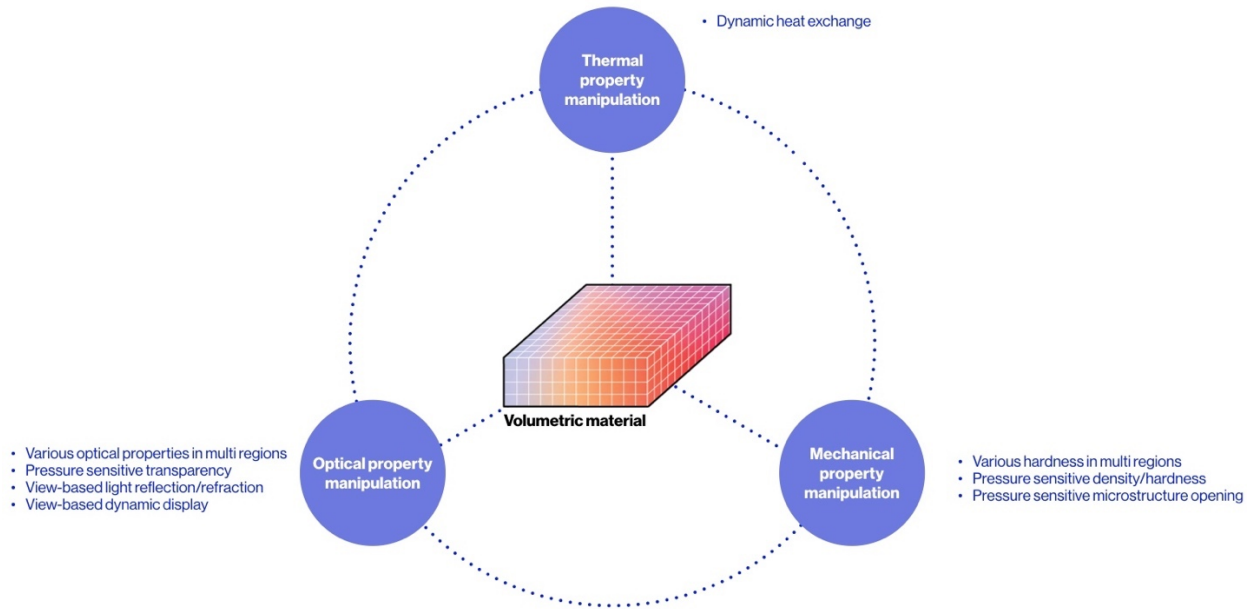 • Dynamic heat exchange
Thermal
property
manipulation
Volumetric material
• Various optical properties in multi regions
• Pressure sensitive transparency
• View-based light reflection/refraction
• View-based dynamic display
Optical property
manipulation
Mechanical
property
manipulation
• Various hardness in multi regions
• Pressure sensitive density/hardness
• Pressure sensitive microstructure opening